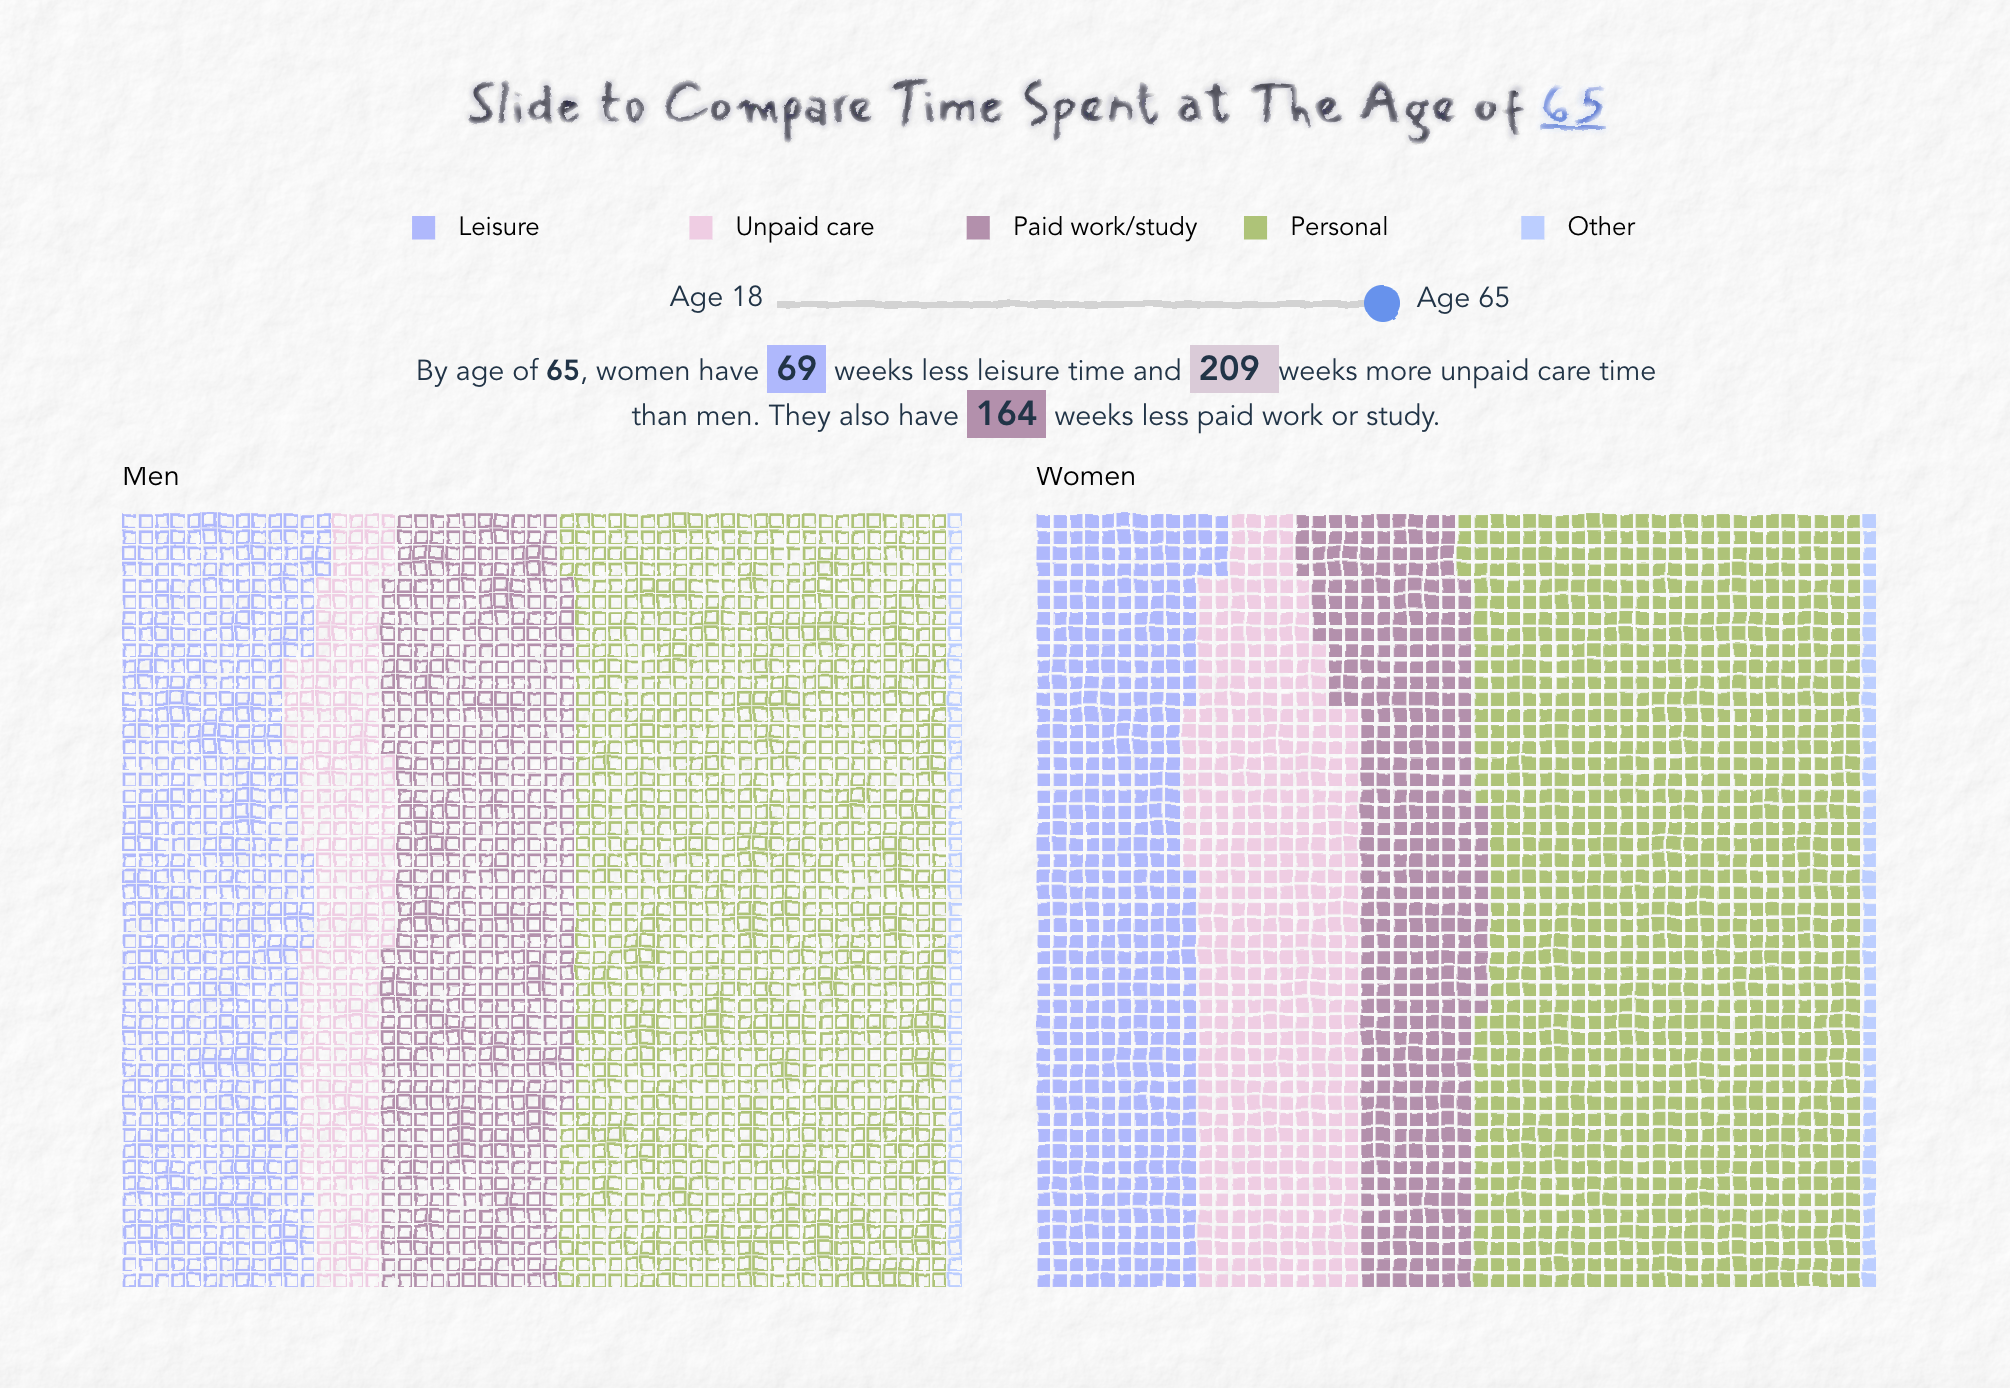 Slide to Compare Time Spent at The Age of 65
Leisure Unpaid care Paid work/study Personal Other
Age 18 Age 65
By age of 65, women have 69 weeks less leisure time and 209 weeks more unpaid care time
than men. They also have 164 weeks less paid work or study.
Men Women